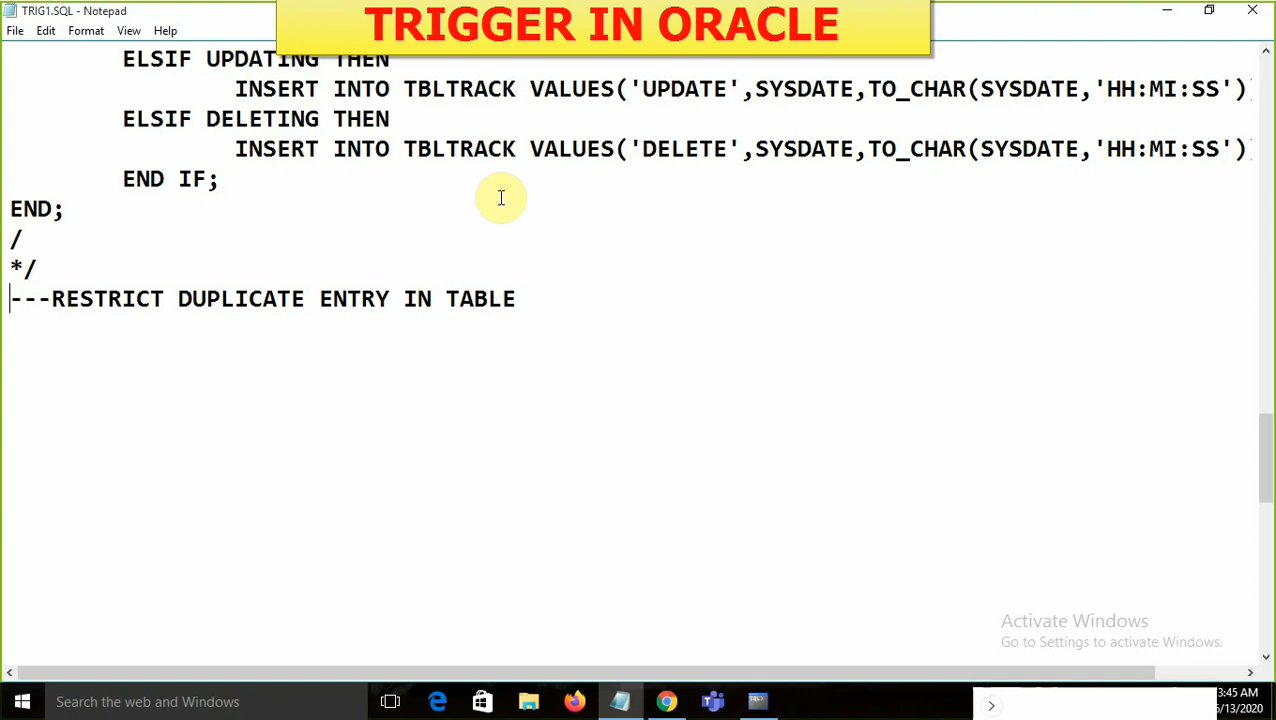 TRIG1.SQL - Notepad
TRIGGER IN ORACLE
File Edit Format View Help
ELSIF UPDATING THEN
INSERT INTO TBLTRACK VALUES('UPDATE',SYSDATE,TO_CHAR(SYSDATE,'HH:MI:SS')
ELSIF DELETING THEN
INSERT INTO TBLTRACK VALUES('DELETE',SYSDATE,TO_CHAR(SYSDATE,'HH:MI:SS')
END IF;
END;
/
*/
---RESTRICT DUPLICATE ENTRY IN TABLE
Activate Windows
Go to Settings to activate Windows.
Search the web and Windows
3:45 AM
/13/2020